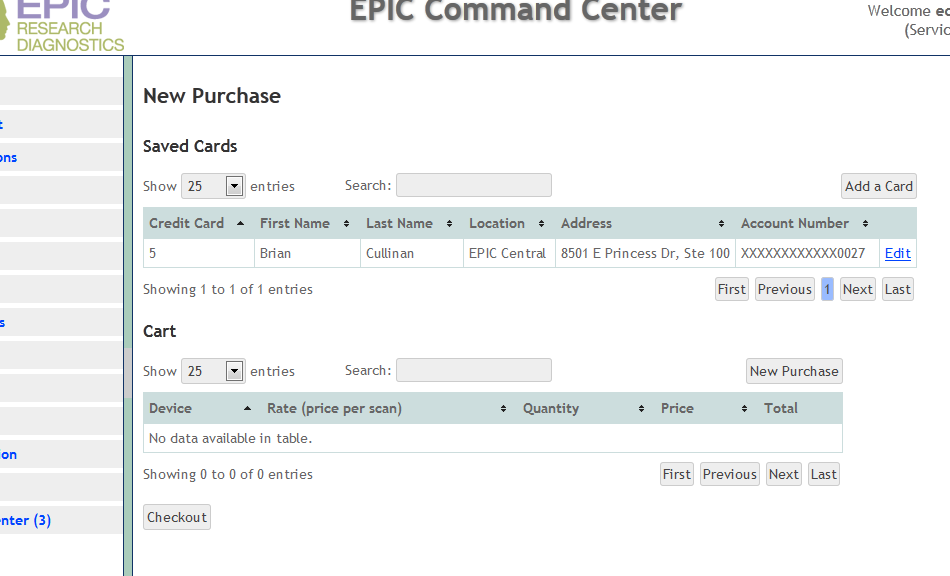 EPIC
RESEARCH
DIAGNOSTICS
EPIC Command Center
Welcome
(Servic
t
ons
s
ion
enter (3)
New Purchase
Saved Cards
Show 25 entries Search: Add a Card
Credit Card First Name Last Name Location Address Account Number
5 Brian Cullinan EPIC Central 8501 E Princess Dr, Ste 100 XXXXXXXXXXXX0027 Edit
Showing 1 to 1 of 1 entries First Previous 1 Next Last
Cart
Show 25 entries Search: New Purchase
Device Rate (price per scan) Quantity Price Total
No data available in table.
Showing 0 to 0 of 0 entries First Previous Next Last
Checkout